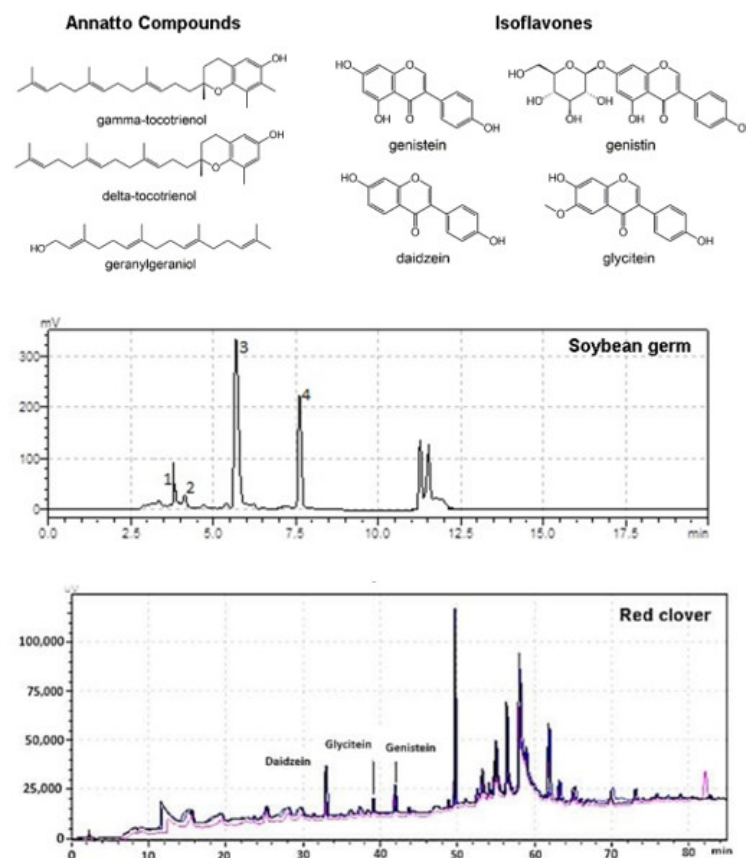 Annatto Compounds
Isoflavones
OH
O
gamma-tocotrienol
OH
O
delta-tocotrienol
HO
geranylgeraniol
HO
O
OH
O
OH
genistein
HO
O
O
O
HO
OH
OH
OH
O
O
genistin
HO
O
O
OH
daidzein
HO
O
O
O
OH
glycitein
mV
Soybean germ
300
200
100
0
1
2
3
4
0.0
2.5
5.0
7.5
10.0
12.5
15.0
17.5
min
Red clover
100,000
75,000
50,000
25,000
0
Daidzein
Glycitein
Genistein
0
10
20
30
40
50
60
70
80
min